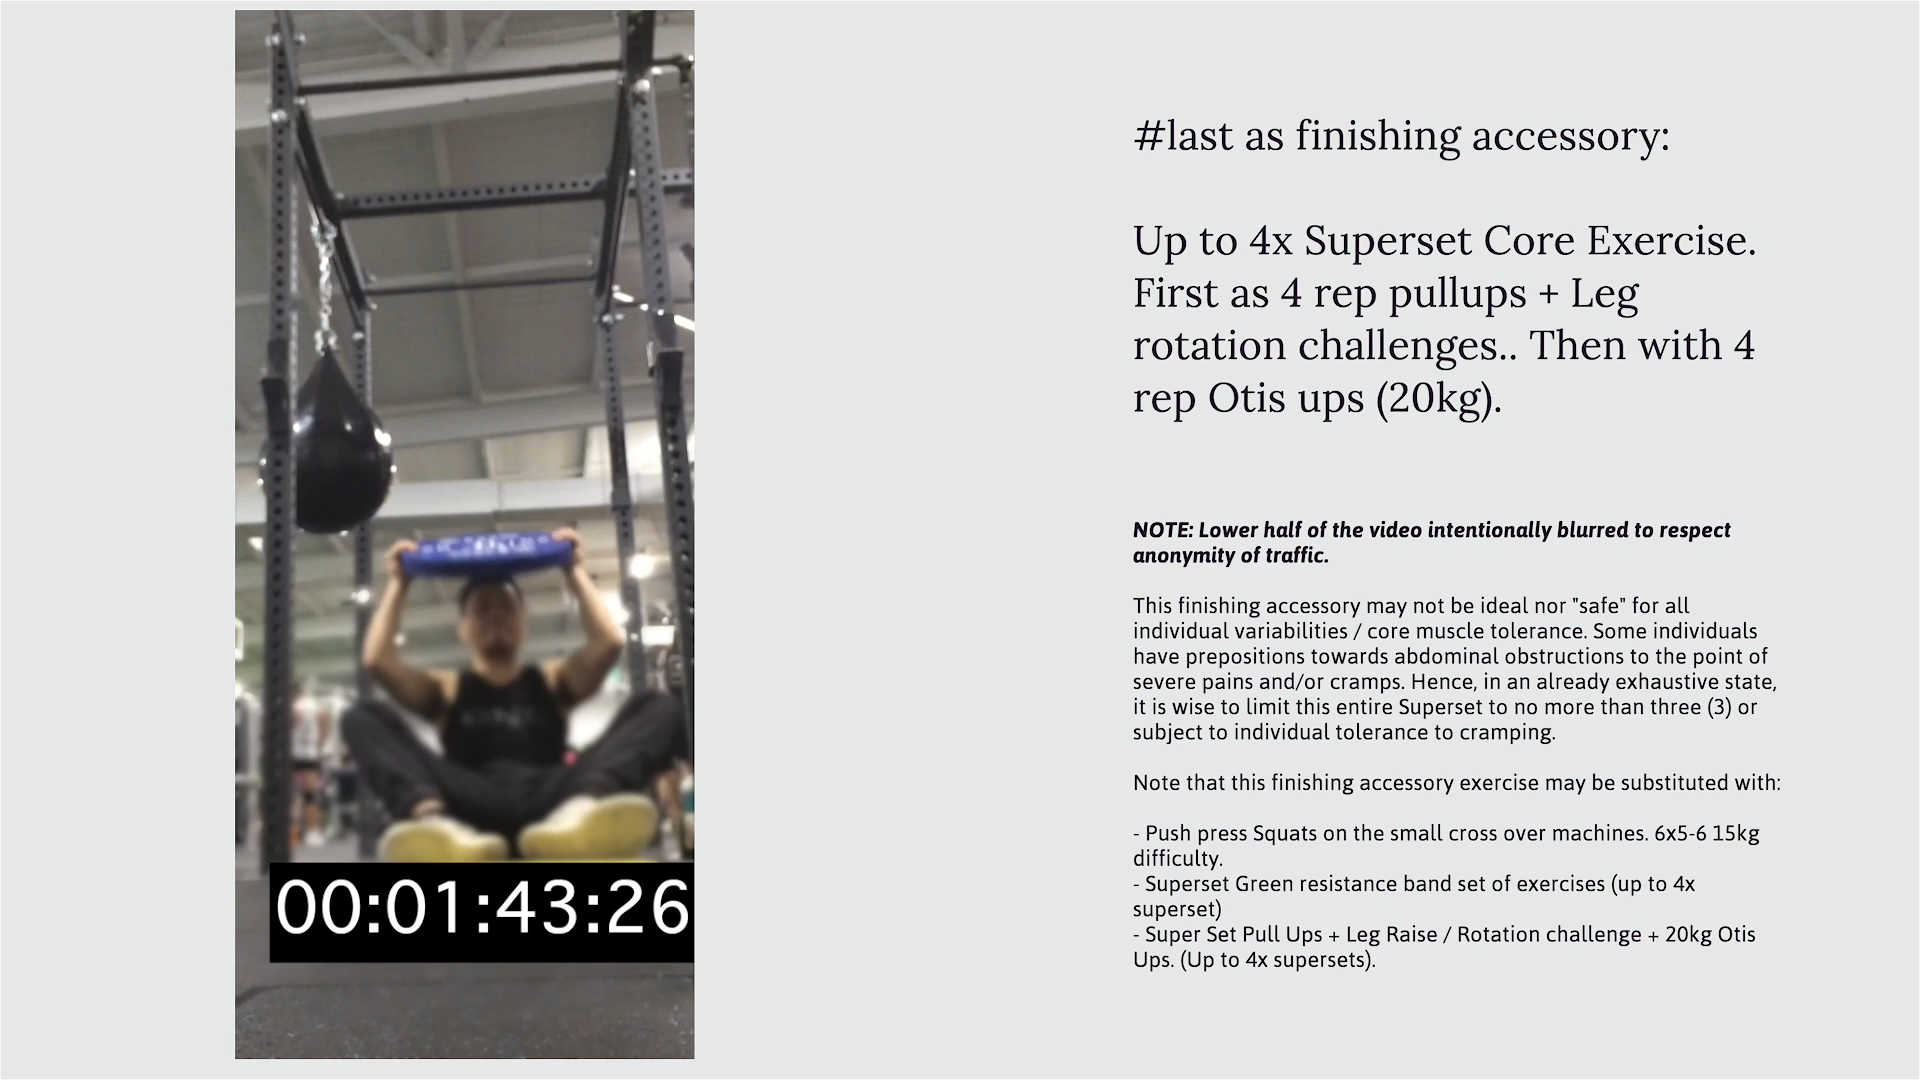 #last as finishing accessory:
Up to 4x Superset Core Exercise.
First as 4 rep pullups + Leg
rotation challenges.. Then with 4
rep Otis ups (20kg).
NOTE: Lower half of the video intentionally blurred to respect
anonymity of traffic.
This finishing accessory may not be ideal nor "safe" for all
individual variabilities / core muscle tolerance. Some individuals
have prepositions towards abdominal obstructions to the point of
severe pains and/or cramps. Hence, in an already exhaustive state,
it is wise to limit this entire Superset to no more than three (3) or
subject to individual tolerance to cramping.
Note that this finishing accessory exercise may be substituted with:
- Push press Squats on the small cross over machines. 6x5-6 15kg
difficulty.
- Superset Green resistance band set of exercises (up to 4x
superset)
- Super Set Pull Ups + Leg Raise / Rotation challenge + 20kg Otis
Ups. (Up to 4x supersets).
00:01:43:26